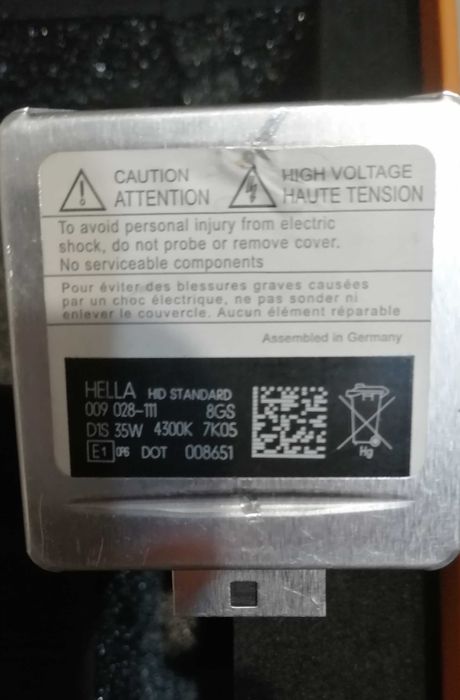 CAUTION
ATTENTION
HIGH VOLTAGE
HAUTE TENSION
To avoid personal injury from electric
shock, do not probe or remove cover.
No serviceable components
Pour éviter des blessures graves causées
par un choc électrique, ne pas sonder ni
enlever le couvercle. Aucun élément réparable
Assembled in Germany
HELLA HID STANDARD
009 028-111 8GS
D1S 35W 4300K 7K05
E1 DOT 008651
Hg